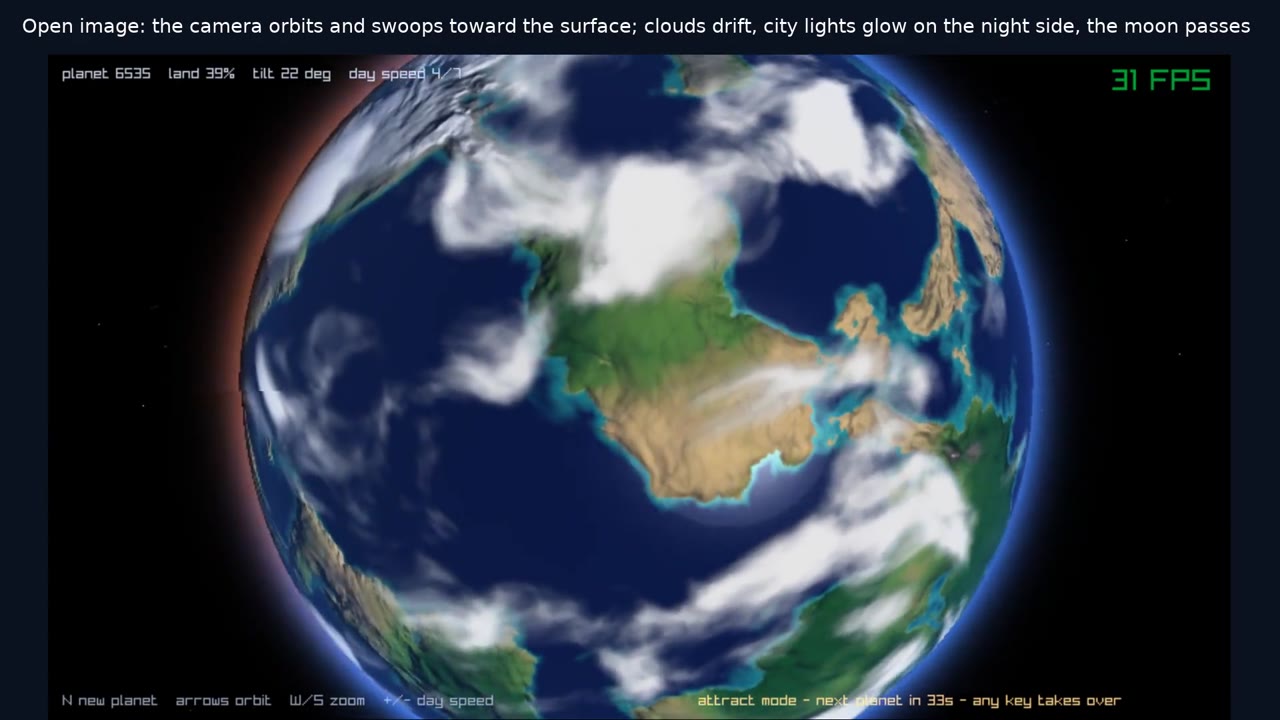 Open image: the camera orbits and swoops toward the surface; clouds drift, city lights glow on the night side, the moon passes
planet 6535 land 39% tilt 22 deg day speed 4/7
31 FPS
N new planet arrows orbit W/S zoom +/- day speed
attract mode - next planet in 33s - any key takes over